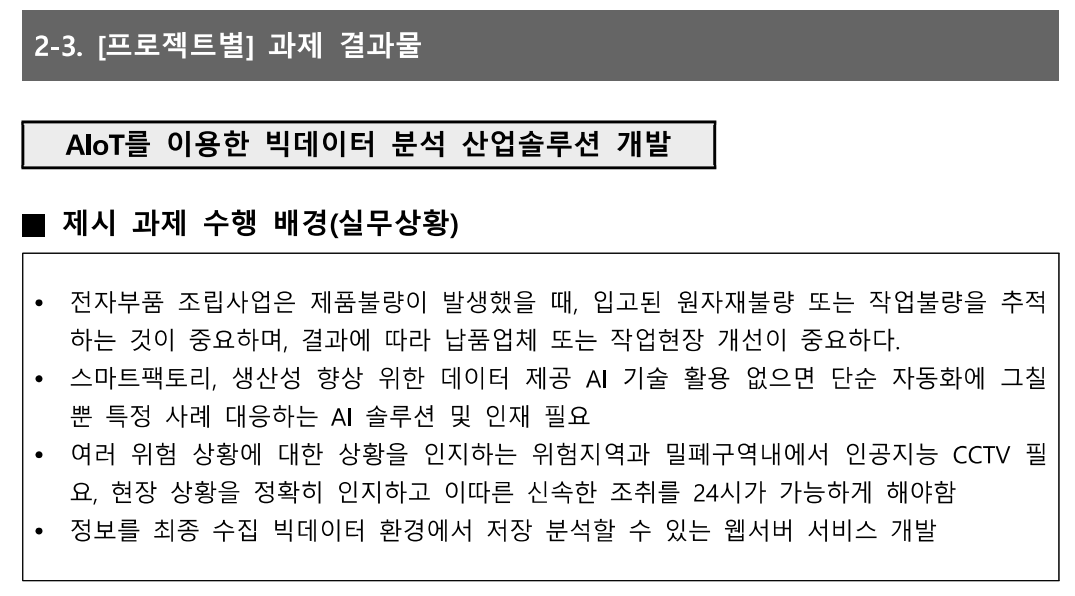 2-3. [프로젝트별] 과제 결과물
AIoT를 이용한 빅데이터 분석 산업솔루션 개발
■ 제시 과제 수행 배경(실무상황)
• 전자부품 조립사업은 제품불량이 발생했을 때, 입고된 원자재불량 또는 작업불량을 추적
하는 것이 중요하며, 결과에 따라 납품업체 또는 작업현장 개선이 중요하다.
• 스마트팩토리, 생산성 향상 위한 데이터 제공 AI 기술 활용 없으면 단순 자동화에 그칠
뿐 특정 사례 대응하는 AI 솔루션 및 인재 필요
• 여러 위험 상황에 대한 상황을 인지하는 위험지역과 밀폐구역내에서 인공지능 CCTV 필
요, 현장 상황을 정확히 인지하고 이따른 신속한 조취를 24시가 가능하게 해야함
• 정보를 최종 수집 빅데이터 환경에서 저장 분석할 수 있는 웹서버 서비스 개발